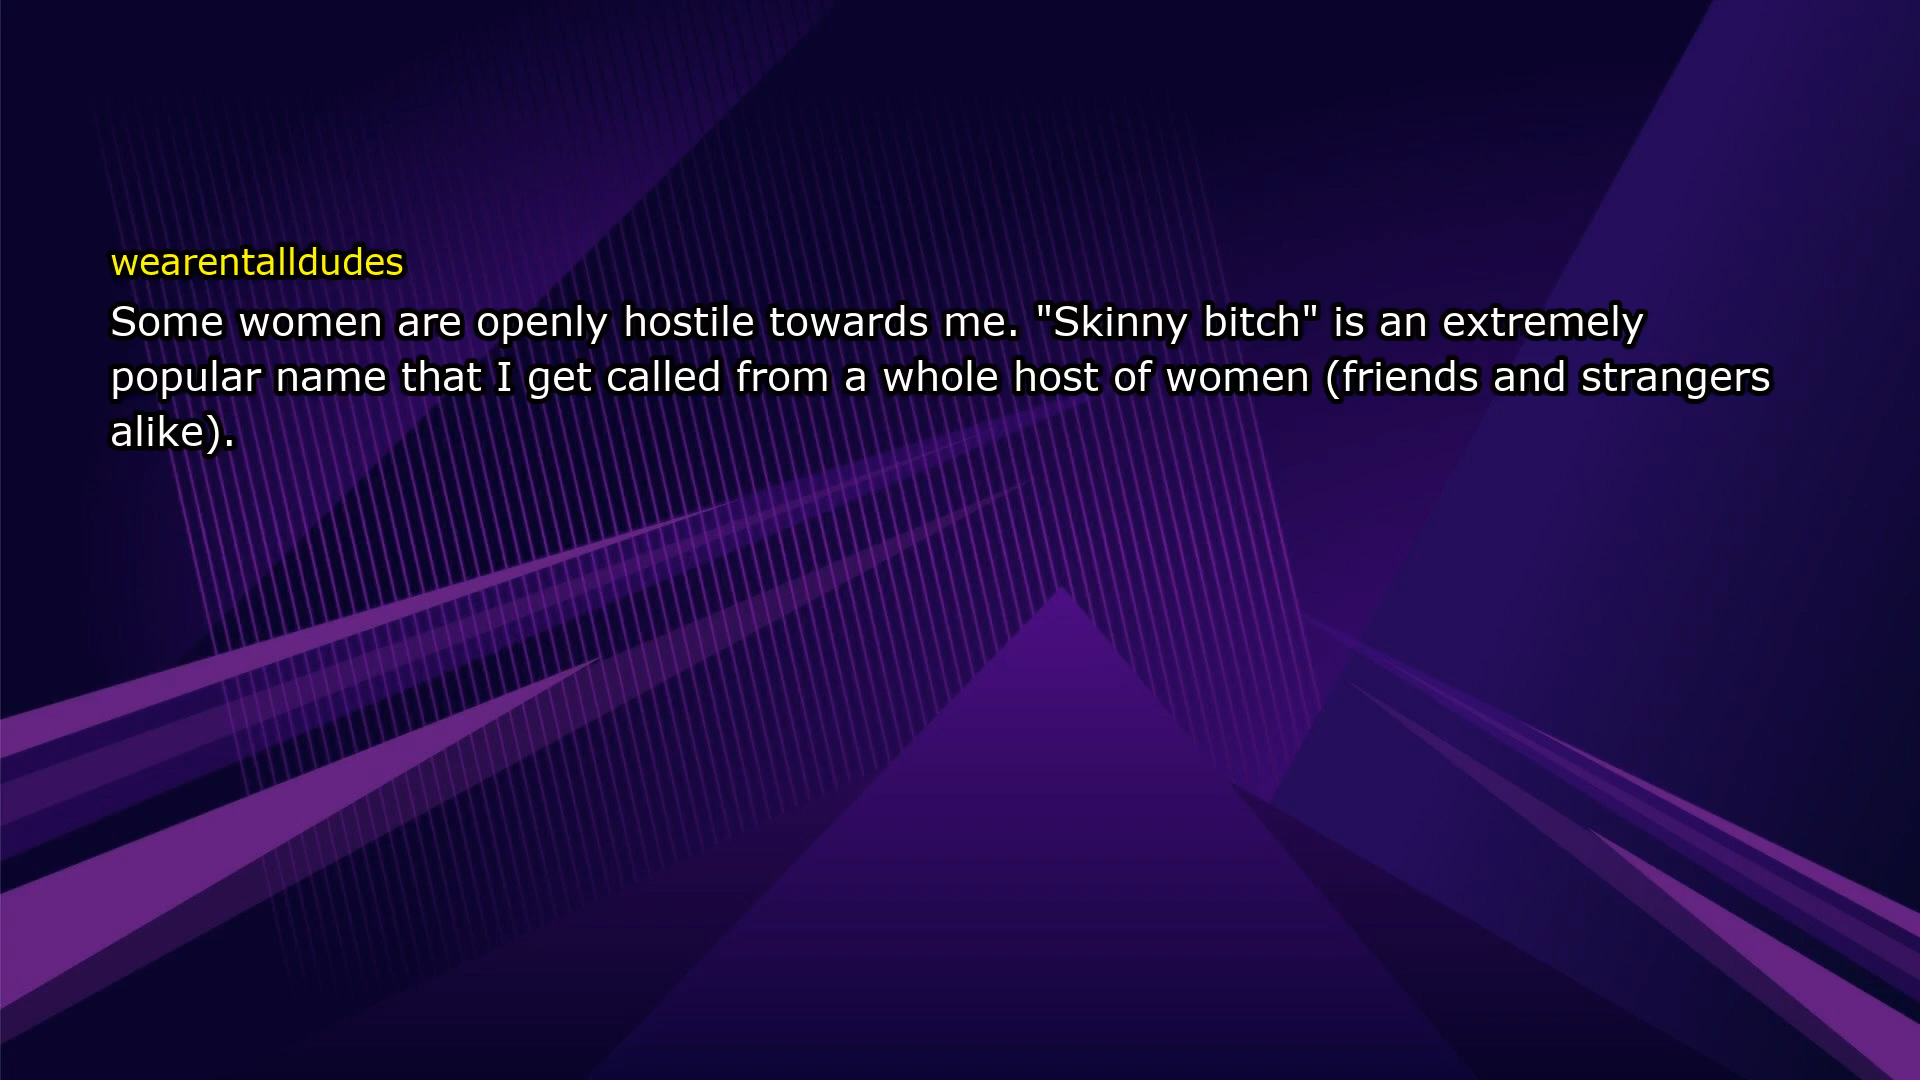 wearentalldudes
Some women are openly hostile towards me. "Skinny bitch" is an extremely
popular name that I get called from a whole host of women (friends and strangers
alike).